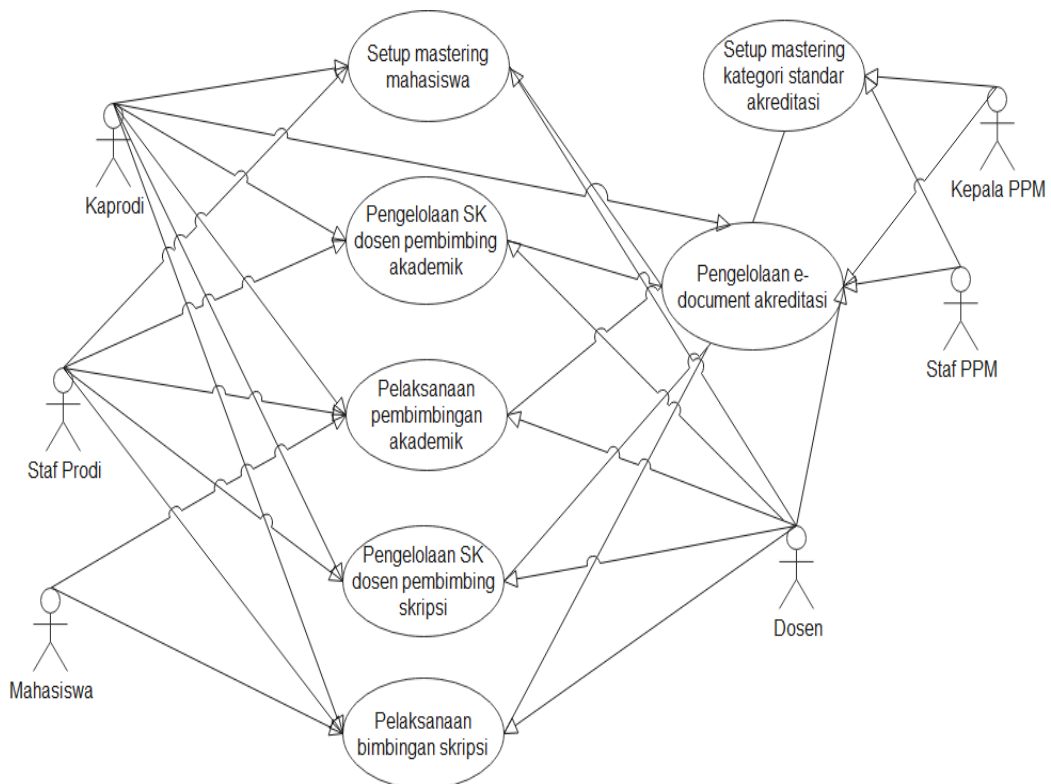 Setup mastering
mahasiswa
Setup mastering
kategori standar
akreditasi
Kaprodi
Kepala PPM
Pengelolaan SK
dosen pembimbing
akademik
Pengelolaan e-
document akreditasi
Staf PPM
Pelaksanaan
pembimbingan
akademik
Staf Prodi
Pengelolaan SK
dosen pembimbing
skripsi
Dosen
Mahasiswa
Pelaksanaan
bimbingan skripsi